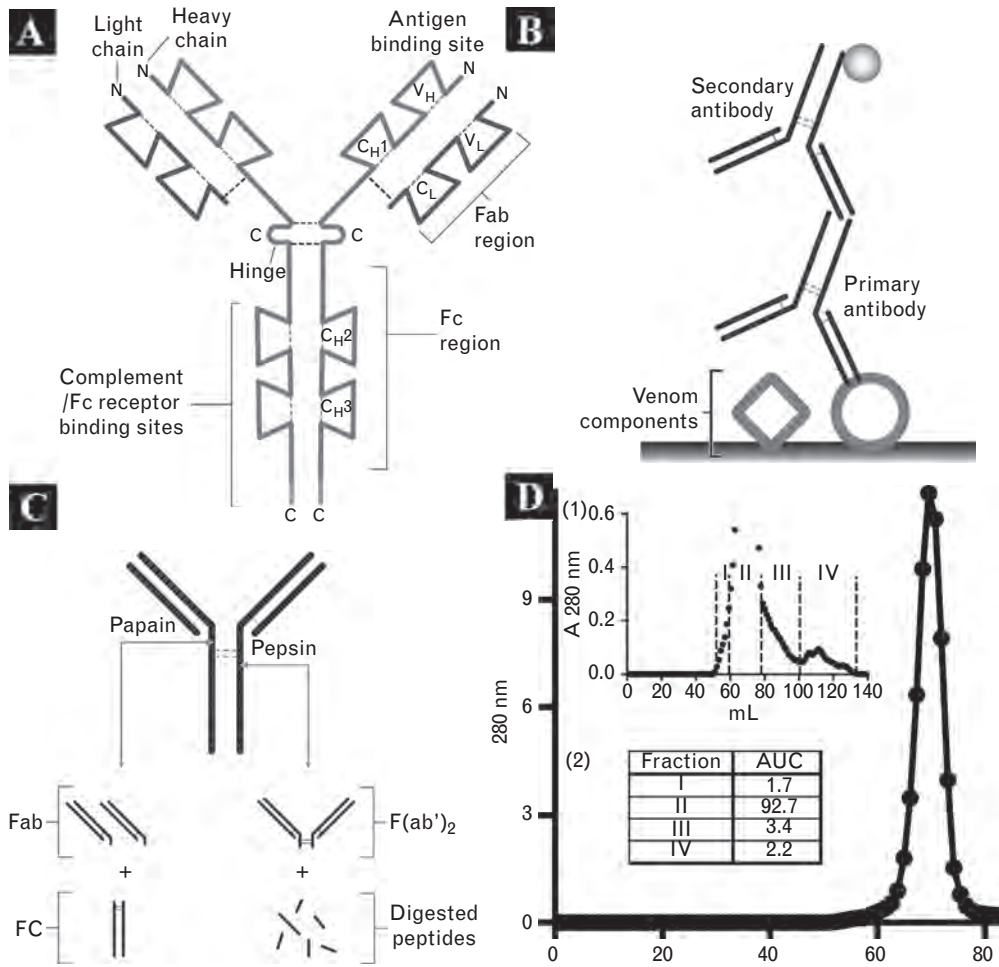 A
Light
chain
Heavy
chain
N
N
Antigen
binding site
N
N
V_H
C_H1
V_L
C_L
Fab
region
C
C
Hinge
Fc
region
C_H2
C_H3
Complement
/Fc receptor
binding sites
C C
B
Secondary
antibody
Primary
antibody
Venom
components
C
Papain
Pepsin
Fab
F(ab')2
+
+
FC
Digested
peptides
D
(1)
0.6
0.4
0.2
0.0
A 280 nm
I II III IV
0 20 40 60 80 100 120 140
mL
280 nm
9
6
3
0
(2)
Fraction AUC
I 1.7
II 92.7
III 3.4
IV 2.2
0 20 40 60 80